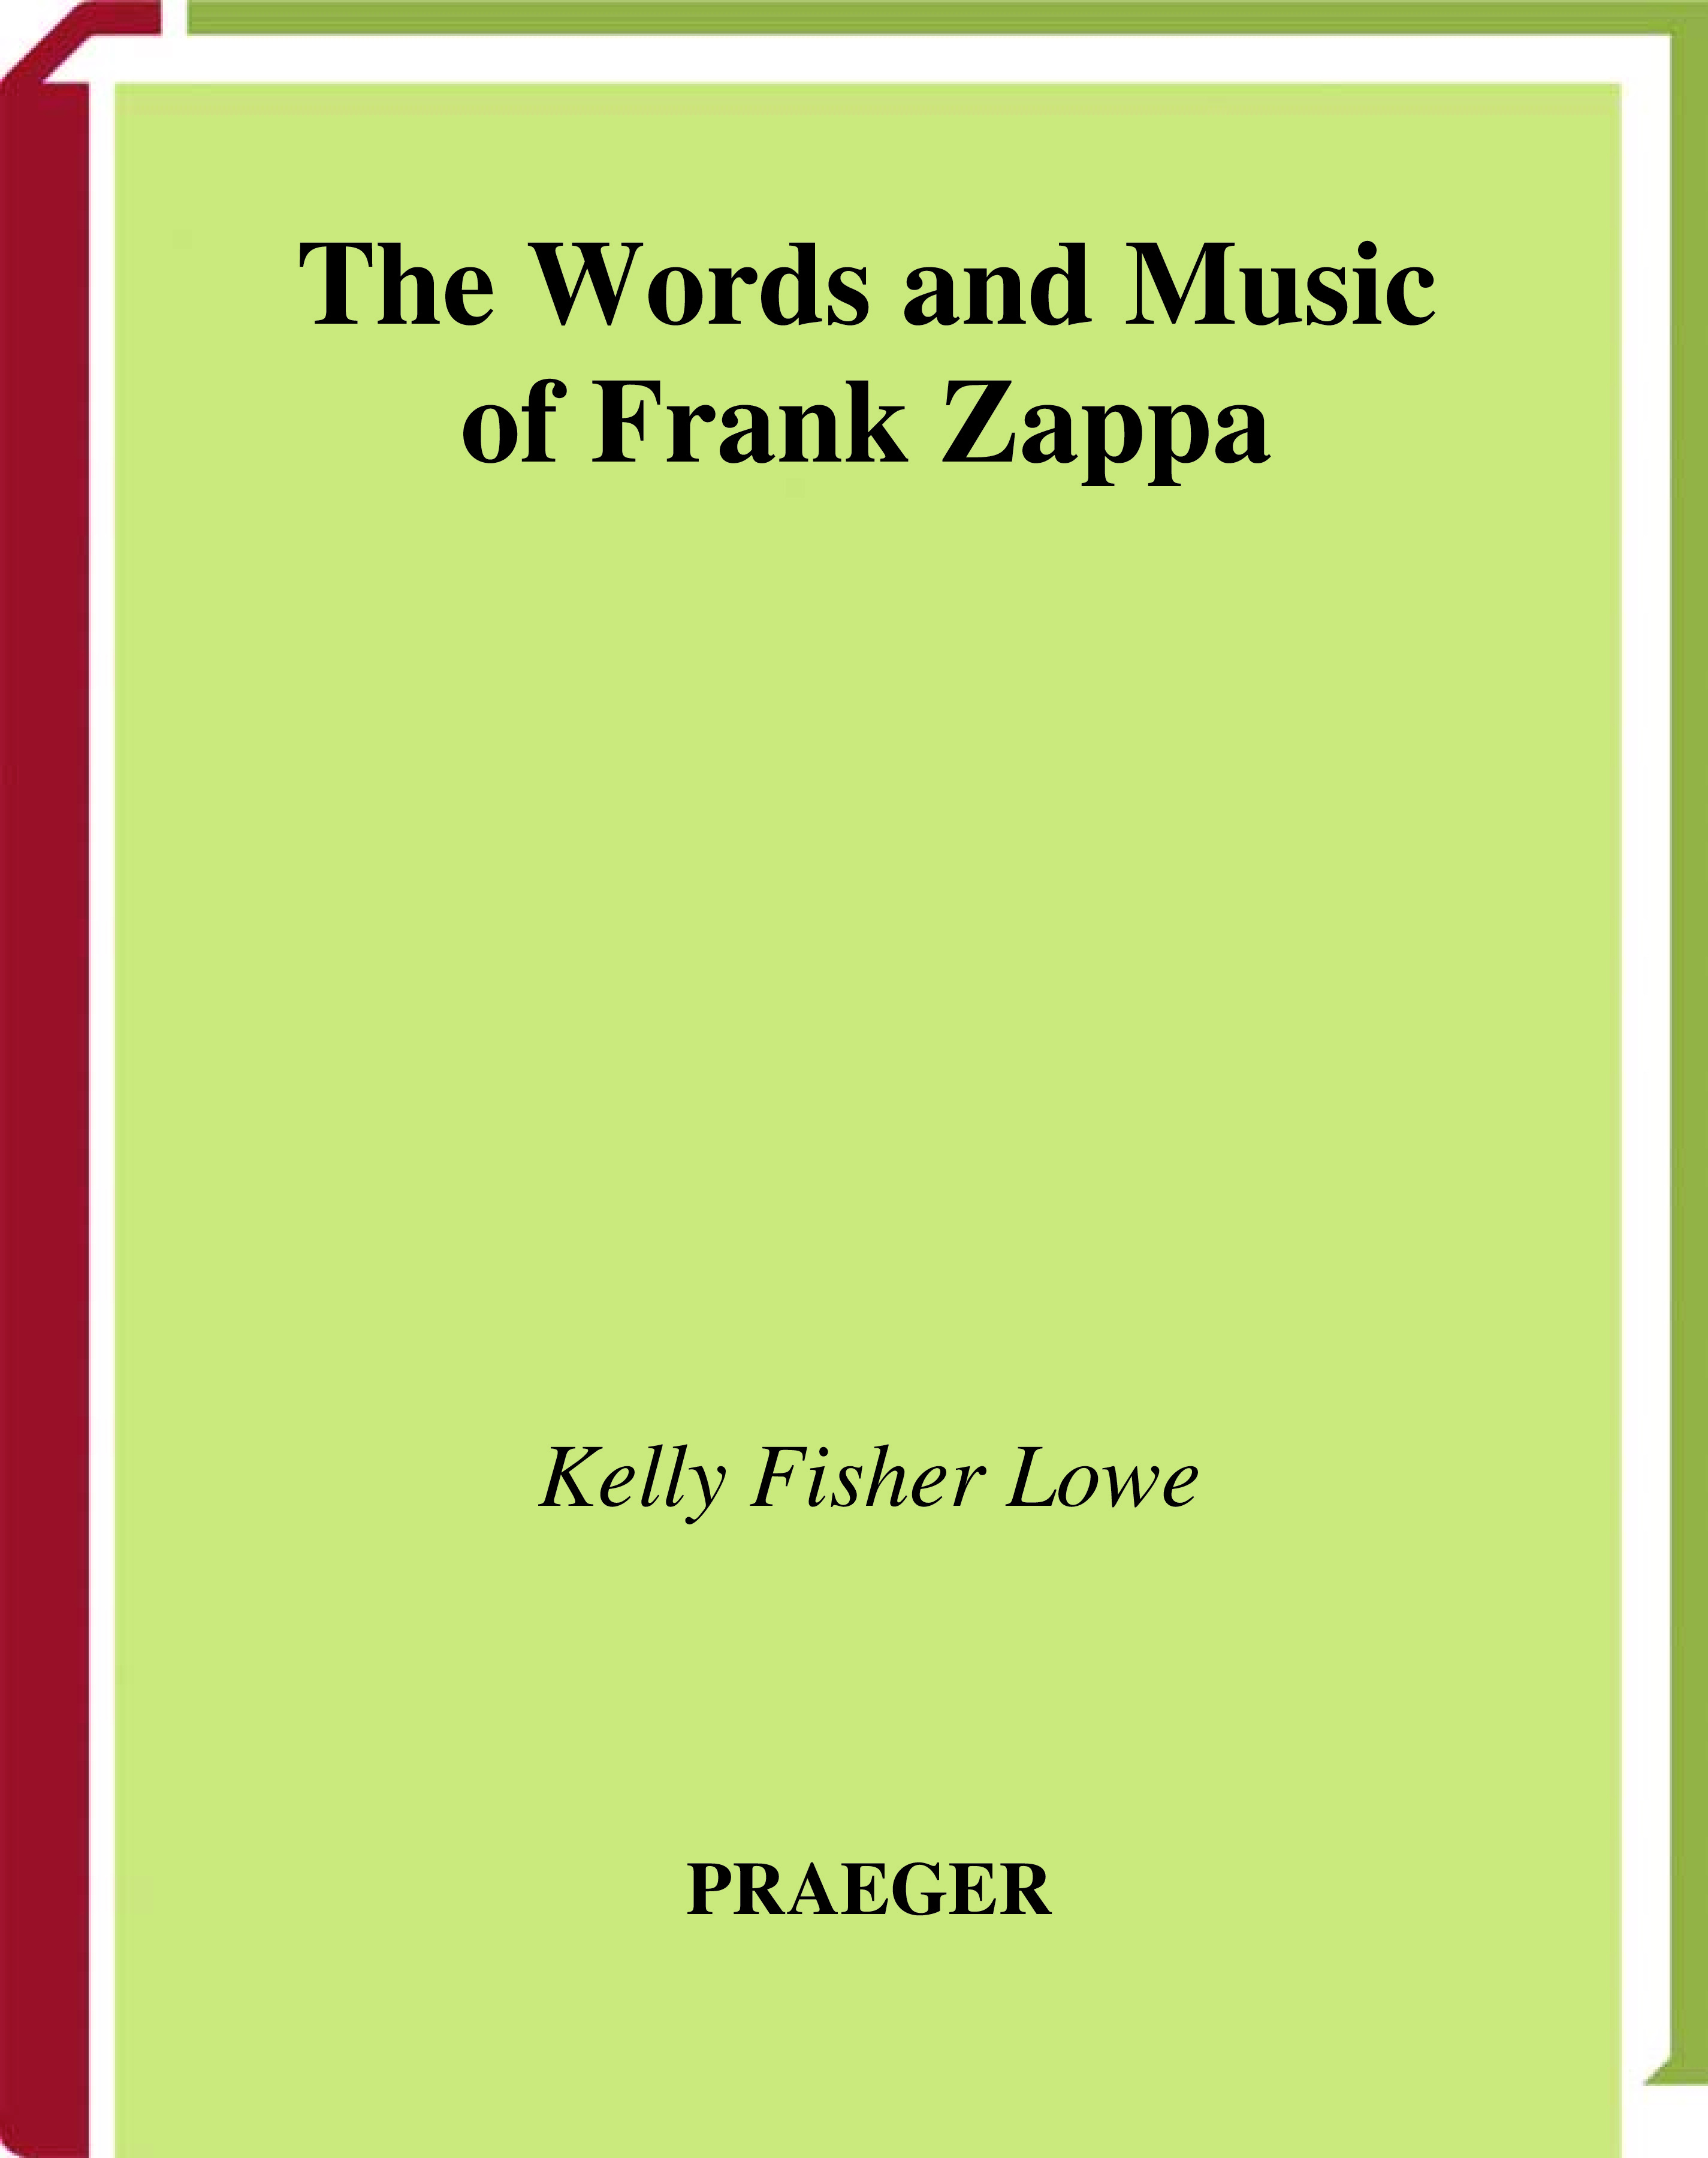 The Words and Music
of Frank Zappa
Kelly Fisher Lowe
PRAEGER